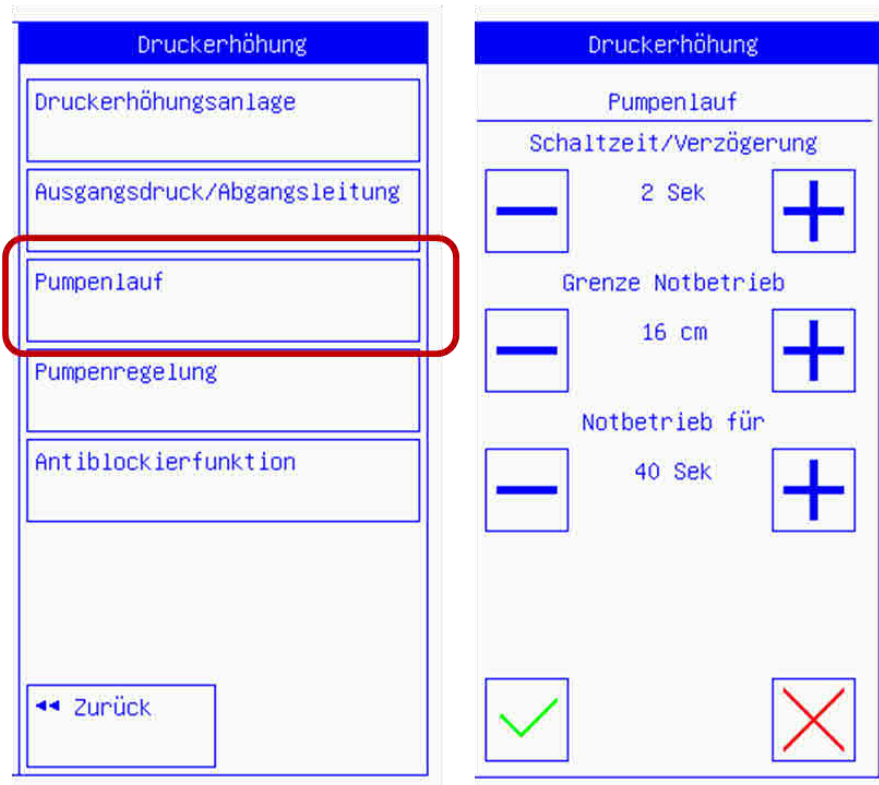 Druckerhöhung
Druckerhöhungsanlage
Ausgangsdruck/Abgangsleitung
Pumpenlauf
Pumpenregelung
Antiblockierfunktion
◄◄ Zurück
Druckerhöhung
Pumpenlauf
Schaltzeit/Verzögerung
2 Sek
Grenze Notbetrieb
16 cm
Notbetrieb für
40 Sek